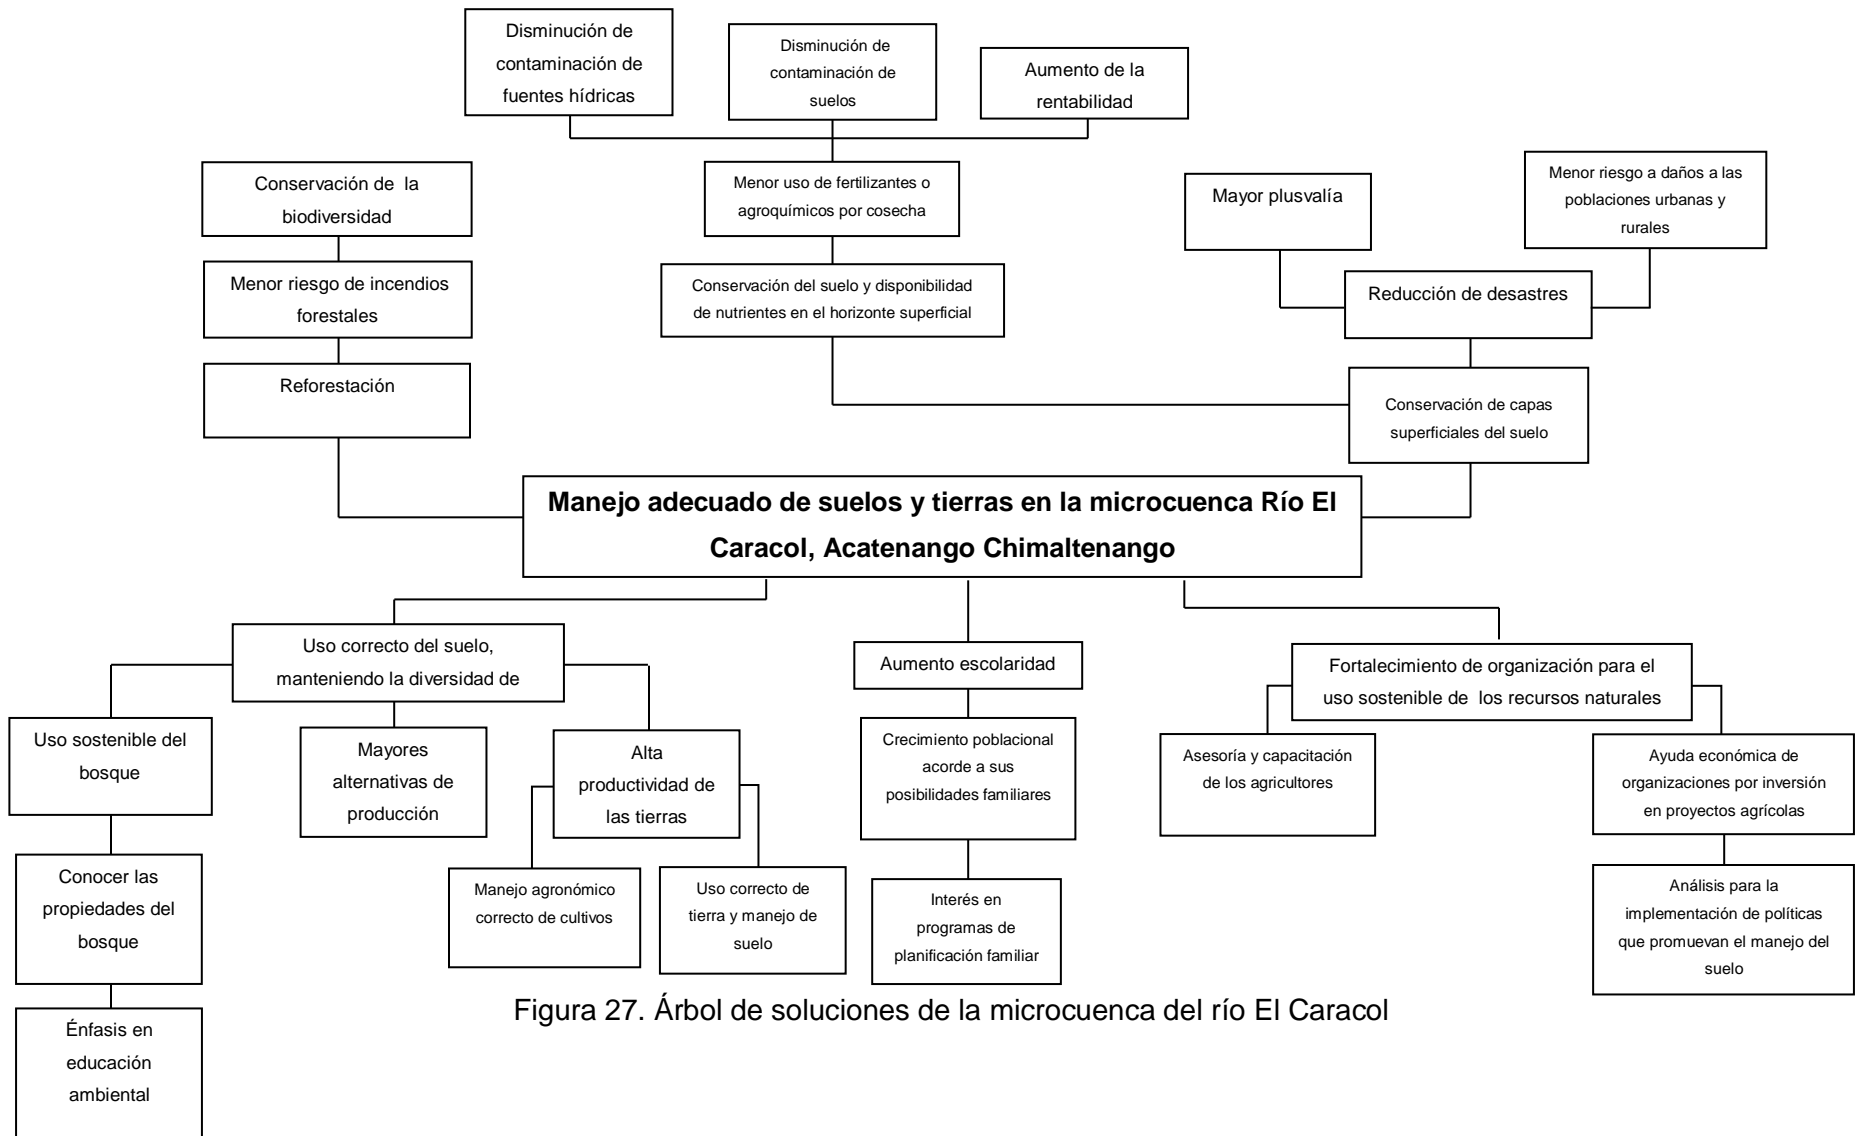 Disminución de
contaminación de
fuentes hídricas
Disminución de
contaminación de
suelos
Aumento de la
rentabilidad
Conservación de la
biodiversidad
Menor uso de fertilizantes o
agroquímicos por cosecha
Mayor plusvalía
Menor riesgo a daños a las
poblaciones urbanas y
rurales
Menor riesgo de incendios
forestales
Conservación del suelo y disponibilidad
de nutrientes en el horizonte superficial
Reducción de desastres
Reforestación
Conservación de capas
superficiales del suelo
Manejo adecuado de suelos y tierras en la microcuenca Río El
Caracol, Acatenango Chimaltenango
Uso correcto del suelo,
manteniendo la diversidad de
Aumento escolaridad
Fortalecimiento de organización para el
uso sostenible de los recursos naturales
Uso sostenible del
bosque
Mayores
alternativas de
producción
Alta
productividad de
las tierras
Crecimiento poblacional
acorde a sus
posibilidades familiares
Asesoría y capacitación
de los agricultores
Ayuda económica de
organizaciones por inversión
en proyectos agrícolas
Conocer las
propiedades del
bosque
Manejo agronómico
correcto de cultivos
Uso correcto de
tierra y manejo de
suelo
Interés en
programas de
planificación familiar
Análisis para la
implementación de políticas
que promuevan el manejo del
suelo
Énfasis en
educación
ambiental
Figura 27. Árbol de soluciones de la microcuenca del río El Caracol